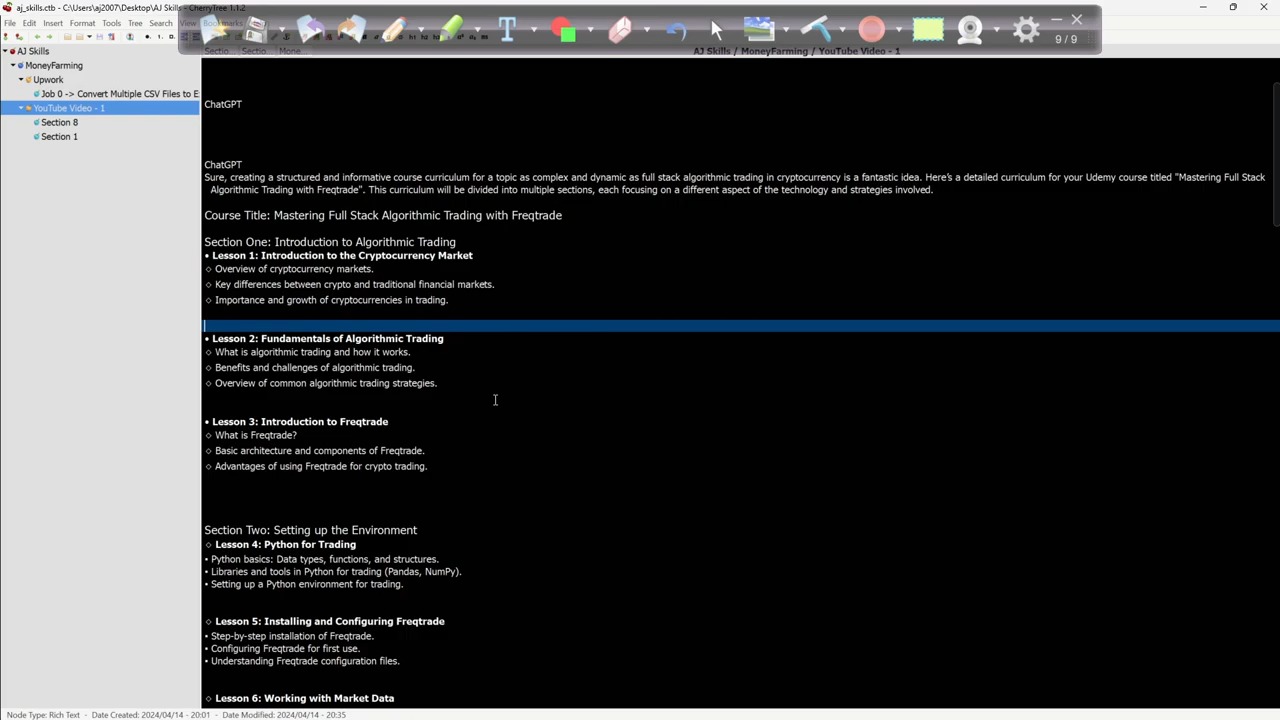 aj_skills.ctb - C:\Users\aj2007\Desktop\AJ Skills - CherryTree 1.1.2
File Edit Insert Format Tools Tree Search View Bookmarks
9 / 9
Sectio... Sectio... Mone...
AJ Skills / MoneyFarming / YouTube Video - 1
AJ Skills
MoneyFarming
Upwork
Job 0 -> Convert Multiple CSV Files to E
YouTube Video - 1
Section 8
Section 1
ChatGPT
ChatGPT
Sure, creating a structured and informative course curriculum for a topic as complex and dynamic as full stack algorithmic trading in cryptocurrency is a fantastic idea. Here's a detailed curriculum for your Udemy course titled "Mastering Full Stack
Algorithmic Trading with Freqtrade". This curriculum will be divided into multiple sections, each focusing on a different aspect of the technology and strategies involved.
Course Title: Mastering Full Stack Algorithmic Trading with Freqtrade
Section One: Introduction to Algorithmic Trading
• Lesson 1: Introduction to the Cryptocurrency Market
◇ Overview of cryptocurrency markets.
◇ Key differences between crypto and traditional financial markets.
◇ Importance and growth of cryptocurrencies in trading.
• Lesson 2: Fundamentals of Algorithmic Trading
◇ What is algorithmic trading and how it works.
◇ Benefits and challenges of algorithmic trading.
◇ Overview of common algorithmic trading strategies.
• Lesson 3: Introduction to Freqtrade
◇ What is Freqtrade?
◇ Basic architecture and components of Freqtrade.
◇ Advantages of using Freqtrade for crypto trading.
Section Two: Setting up the Environment
◇ Lesson 4: Python for Trading
▪ Python basics: Data types, functions, and structures.
▪ Libraries and tools in Python for trading (Pandas, NumPy).
▪ Setting up a Python environment for trading.
◇ Lesson 5: Installing and Configuring Freqtrade
▪ Step-by-step installation of Freqtrade.
▪ Configuring Freqtrade for first use.
▪ Understanding Freqtrade configuration files.
◇ Lesson 6: Working with Market Data
Node Type: Rich Text - Date Created: 2024/04/14 - 20:01 - Date Modified: 2024/04/14 - 20:35